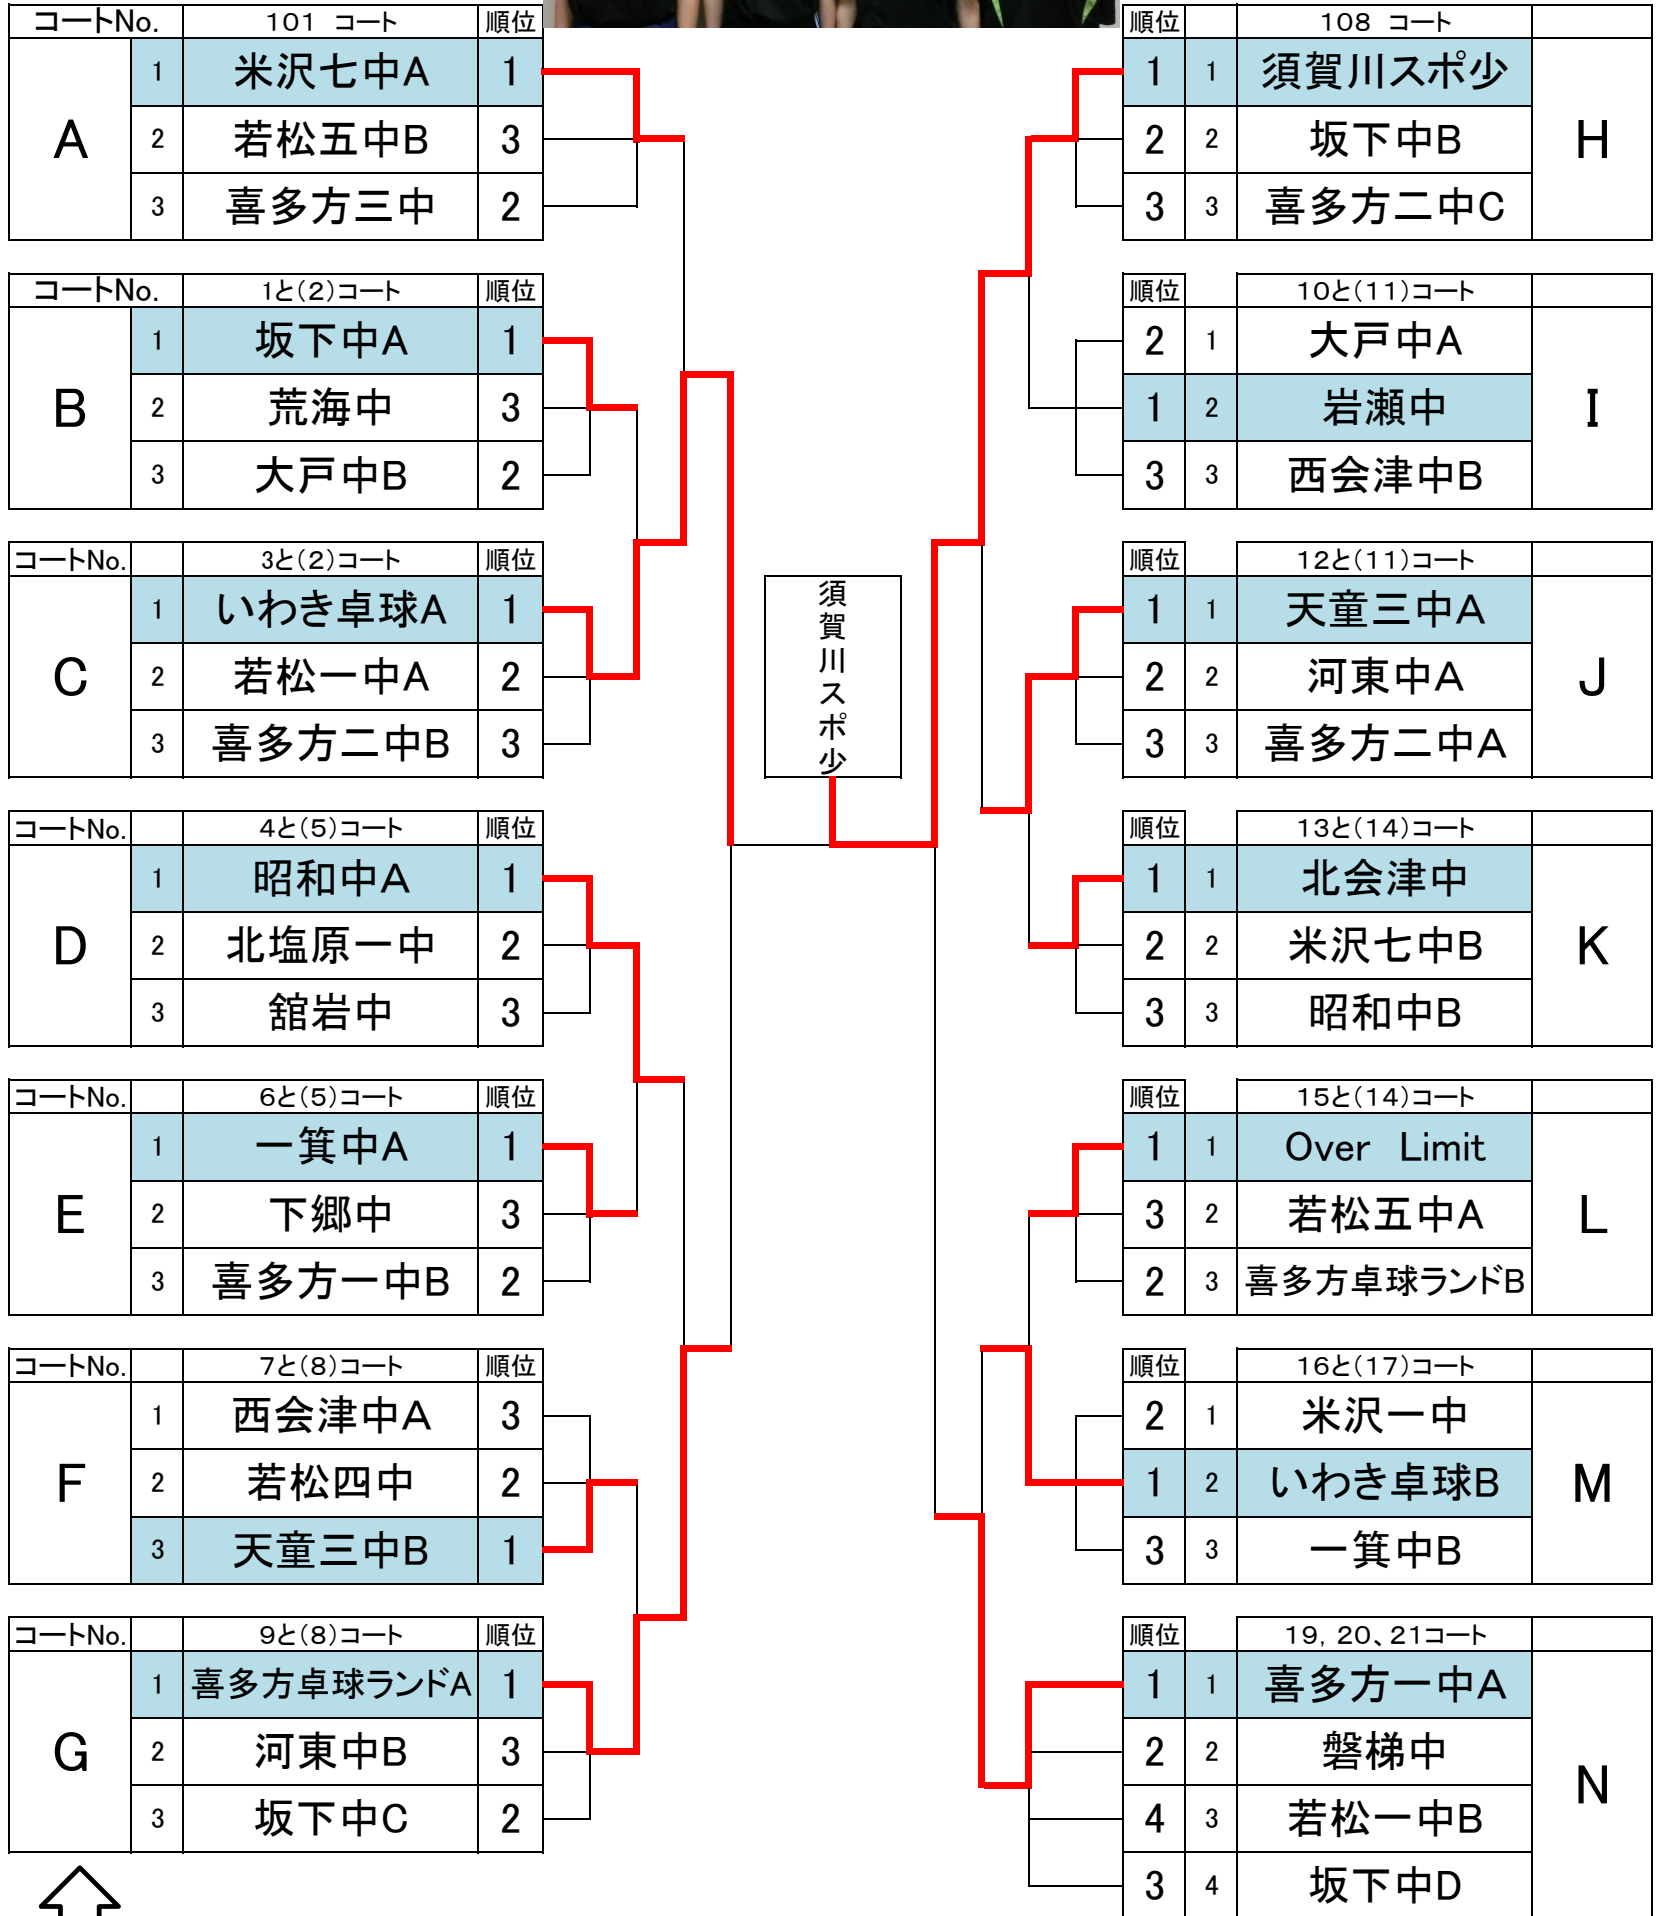 コートNo. 101 コート 順位
A
1 米沢七中A 1
2 若松五中B 3
3 喜多方三中 2
コートNo. 1と(2)コート 順位
B
1 坂下中A 1
2 荒海中 3
3 大戸中B 2
コートNo. 3と(2)コート 順位
C
1 いわき卓球A 1
2 若松一中A 2
3 喜多方二中B 3
コートNo. 4と(5)コート 順位
D
1 昭和中A 1
2 北塩原一中 2
3 舘岩中 3
コートNo. 6と(5)コート 順位
E
1 一箕中A 1
2 下郷中 3
3 喜多方一中B 2
コートNo. 7と(8)コート 順位
F
1 西会津中A 3
2 若松四中 2
3 天童三中B 1
コートNo. 9と(8)コート 順位
G
1 喜多方卓球ランドA 1
2 河東中B 3
3 坂下中C 2
須賀川スポ少
順位 108 コート
H
1 1 須賀川スポ少
2 2 坂下中B
3 3 喜多方二中C
順位 10と(11)コート
I
2 1 大戸中A
1 2 岩瀬中
3 3 西会津中B
順位 12と(11)コート
J
1 1 天童三中A
2 2 河東中A
3 3 喜多方二中A
順位 13と(14)コート
K
1 1 北会津中
2 2 米沢七中B
3 3 昭和中B
順位 15と(14)コート
L
1 1 Over Limit
3 2 若松五中A
2 3 喜多方卓球ランドB
順位 16と(17)コート
M
2 1 米沢一中
1 2 いわき卓球B
3 3 一箕中B
順位 19, 20、21コート
N
1 1 喜多方一中A
2 2 磐梯中
4 3 若松一中B
3 4 坂下中D